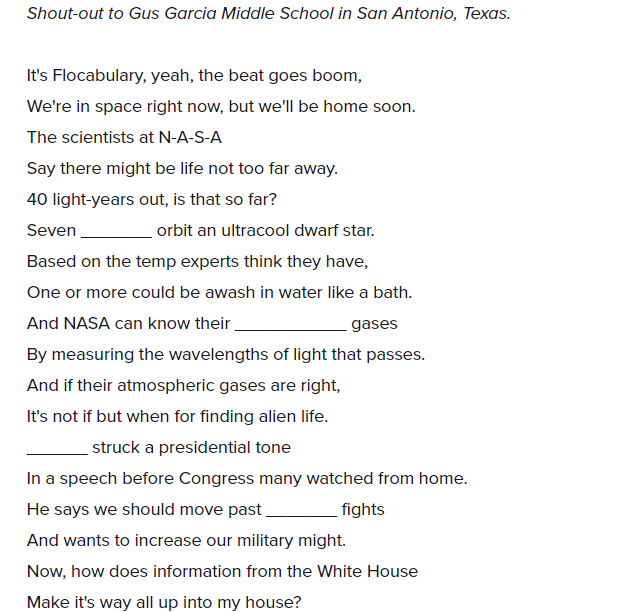 Shout-out to Gus Garcia Middle School in San Antonio, Texas.
It's Flocabulary, yeah, the beat goes boom,
We're in space right now, but we'll be home soon.
The scientists at N-A-S-A
Say there might be life not too far away.
40 light-years out, is that so far?
Seven ________ orbit an ultracool dwarf star.
Based on the temp experts think they have,
One or more could be awash in water like a bath.
And NASA can know their ____________ gases
By measuring the wavelengths of light that passes.
And if their atmospheric gases are right,
It's not if but when for finding alien life.
_______ struck a presidential tone
In a speech before Congress many watched from home.
He says we should move past ________ fights
And wants to increase our military might.
Now, how does information from the White House
Make it's way all up into my house?